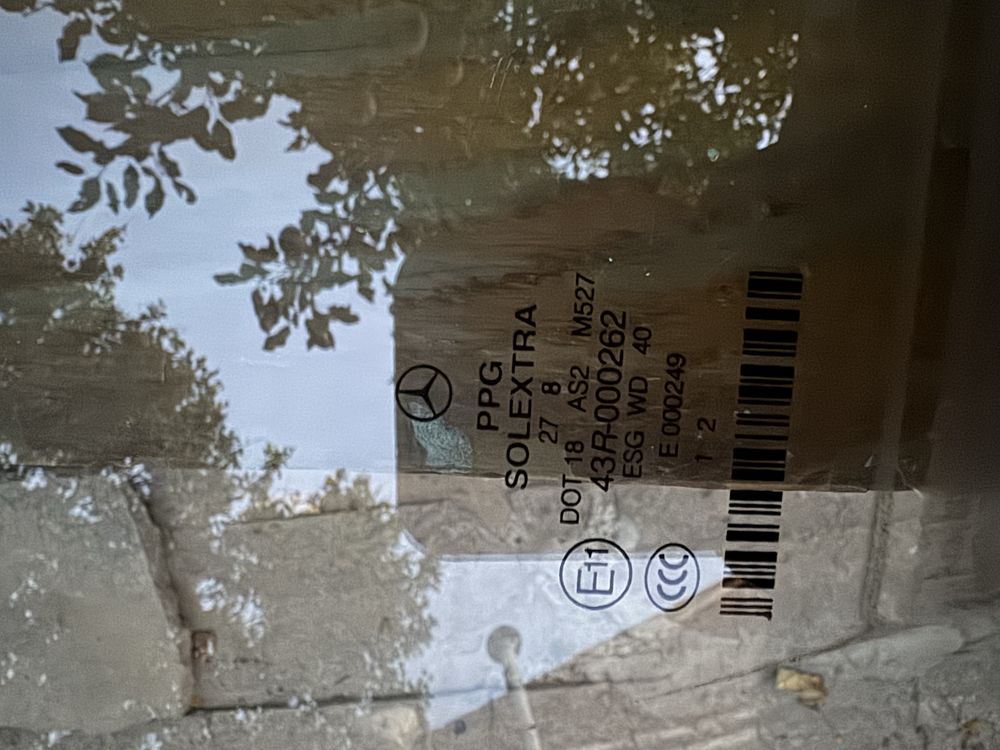 PPG
SOLEXTRA
27 8
DOT 18 AS2 M527
43R-000262
E11
ESG WD 40
CCC
E 000249
1 2